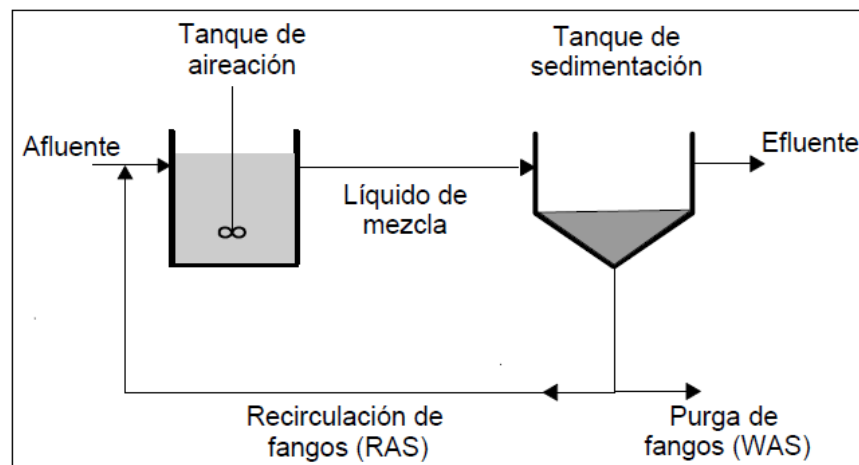 Tanque de
aireación
Tanque de
sedimentación
Afluente
Efluente
Líquido de
mezcla
Recirculación de
fangos (RAS)
Purga de
fangos (WAS)